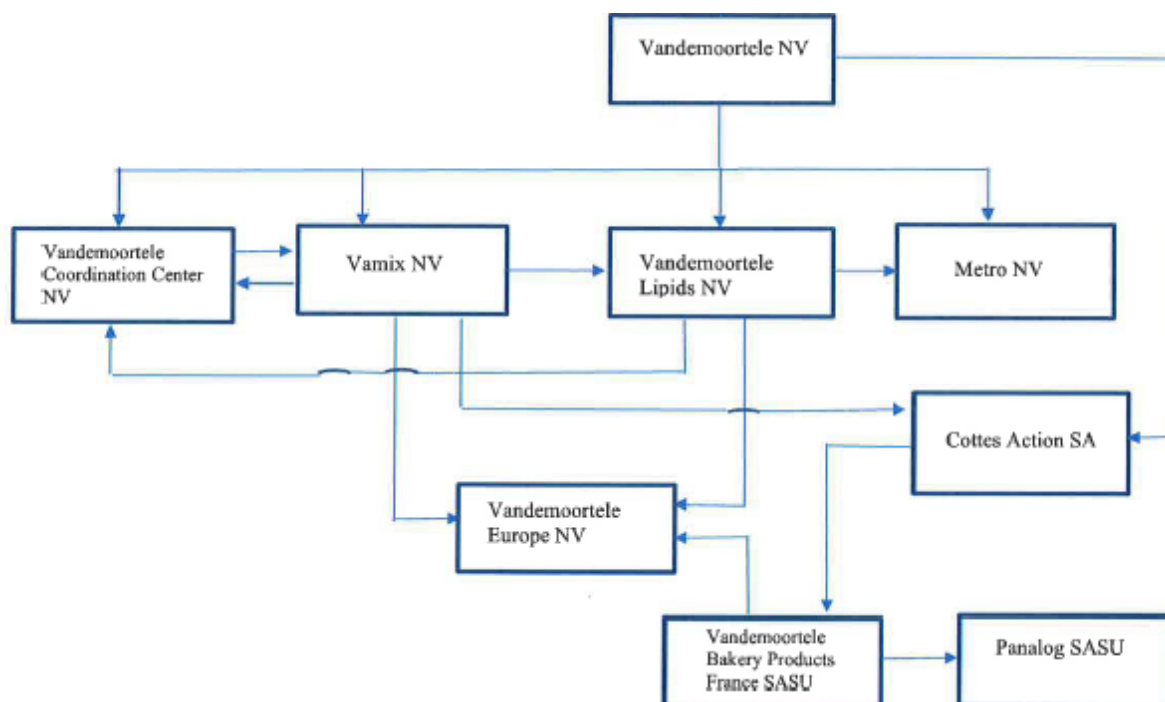 Vandemoortele NV
Vandemoortele
Coordination Center
NV
Vamix NV
Vandemoortele
Lipids NV
Metro NV
Cottes Action SA
Vandemoortele
Europe NV
Vandemoortele
Bakery Products
France SASU
Panalog SASU